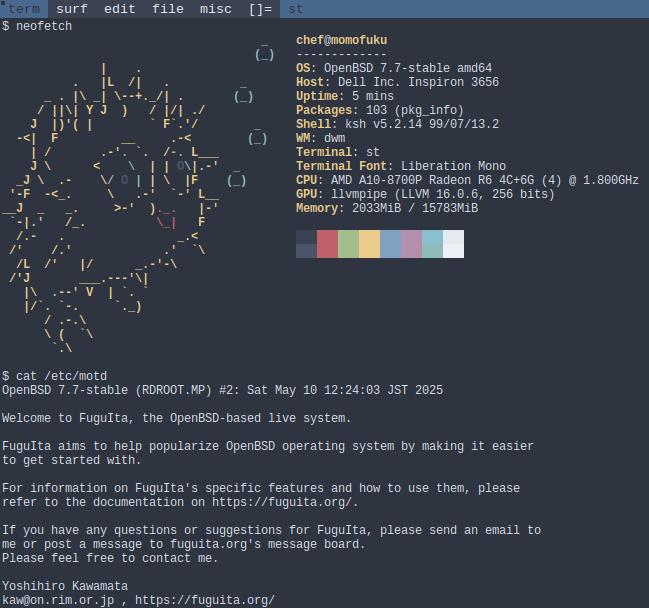 term surf edit file misc []= st
$ neofetch
chef@momofuku
-------------
OS: OpenBSD 7.7-stable amd64
Host: Dell Inc. Inspiron 3656
Uptime: 5 mins
Packages: 103 (pkg_info)
Shell: ksh v5.2.14 99/07/13.2
WM: dwm
Terminal: st
Terminal Font: Liberation Mono
CPU: AMD A10-8700P Radeon R6 4C+6G (4) @ 1.800GHz
GPU: llvmpipe (LLVM 16.0.6, 256 bits)
Memory: 2033MiB / 15783MiB
$ cat /etc/motd
OpenBSD 7.7-stable (RDROOT.MP) #2: Sat May 10 12:24:03 JST 2025
Welcome to FuguIta, the OpenBSD-based live system.
FuguIta aims to help popularize OpenBSD operating system by making it easier
to get started with.
For information on FuguIta's specific features and how to use them, please
refer to the documentation on https://fuguita.org/.
If you have any questions or suggestions for FuguIta, please send an email to
me or post a message to fuguita.org's message board.
Please feel free to contact me.
Yoshihiro Kawamata
kaw@on.rim.or.jp , https://fuguita.org/